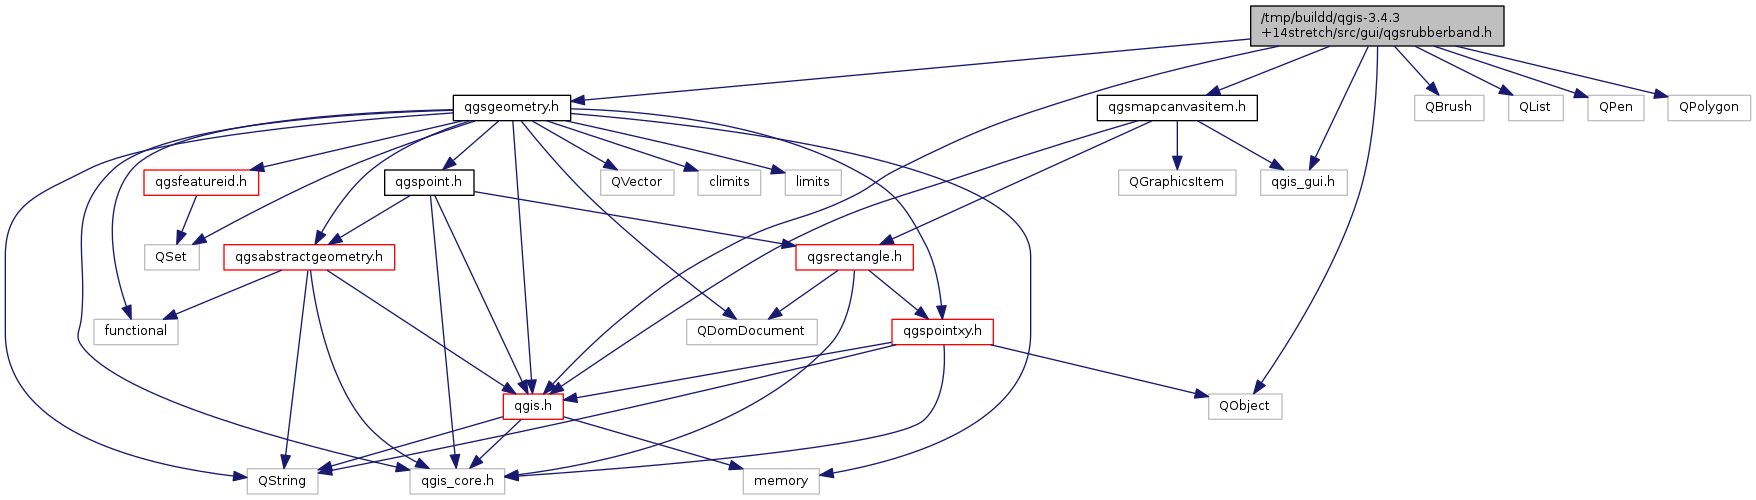 /tmp/buildd/qgis-3.4.3
+14stretch/src/gui/qgsrubberband.h
qgsgeometry.h
qgsmapcanvasitem.h
QBrush
QList
QPen
QPolygon
qgsfeatureid.h
qgspoint.h
QVector
climits
limits
QGraphicsItem
qgis_gui.h
QSet
qgsabstractgeometry.h
qgsrectangle.h
functional
QDomDocument
qgspointxy.h
qgis.h
QObject
QString
qgis_core.h
memory